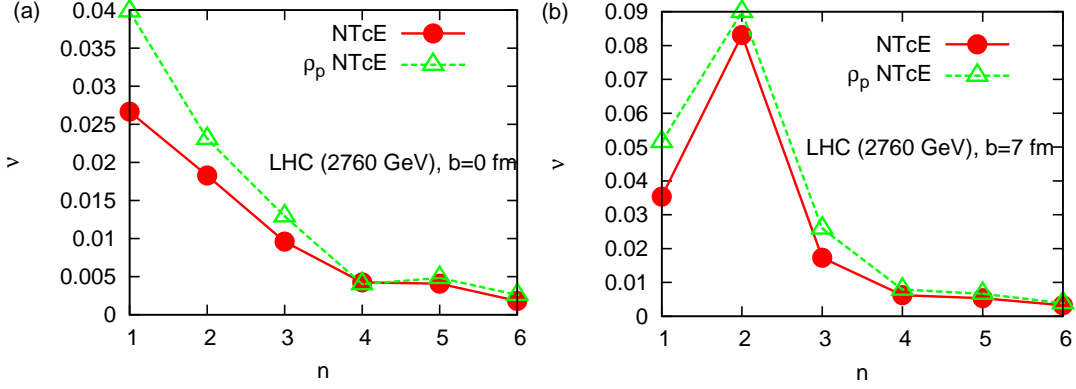 (a)
0.04
0.035
0.03
0.025
0.02
0.015
0.01
0.005
0
ν
1 2 3 4 5 6
n
NTcE
ρp NTcE
LHC (2760 GeV), b=0 fm
(b)
0.09
0.08
0.07
0.06
0.05
0.04
0.03
0.02
0.01
0
ν
1 2 3 4 5 6
n
NTcE
ρp NTcE
LHC (2760 GeV), b=7 fm